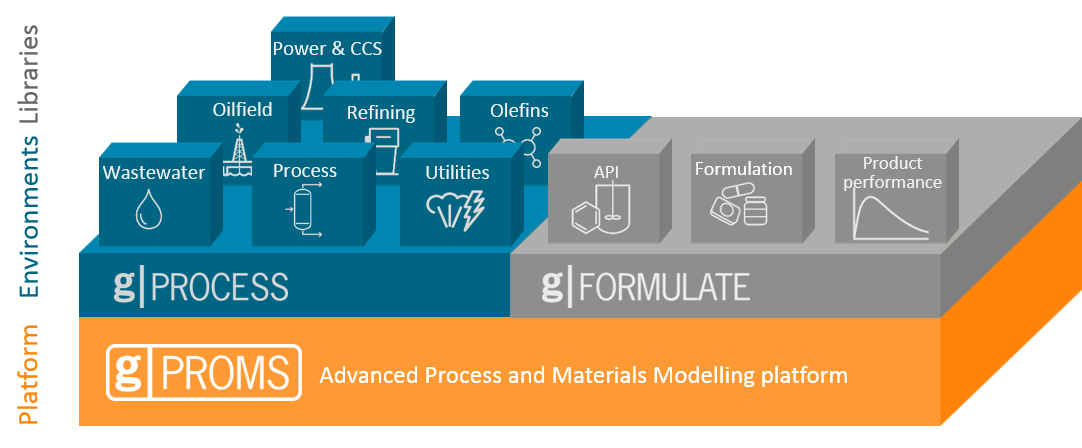 Libraries
Environments
Platform
Power & CCS
Oilfield
Refining
Olefins
Wastewater
Process
Utilities
API
Formulation
Product
performance
g|PROCESS
g|FORMULATE
g|PROMS
Advanced Process and Materials Modelling platform